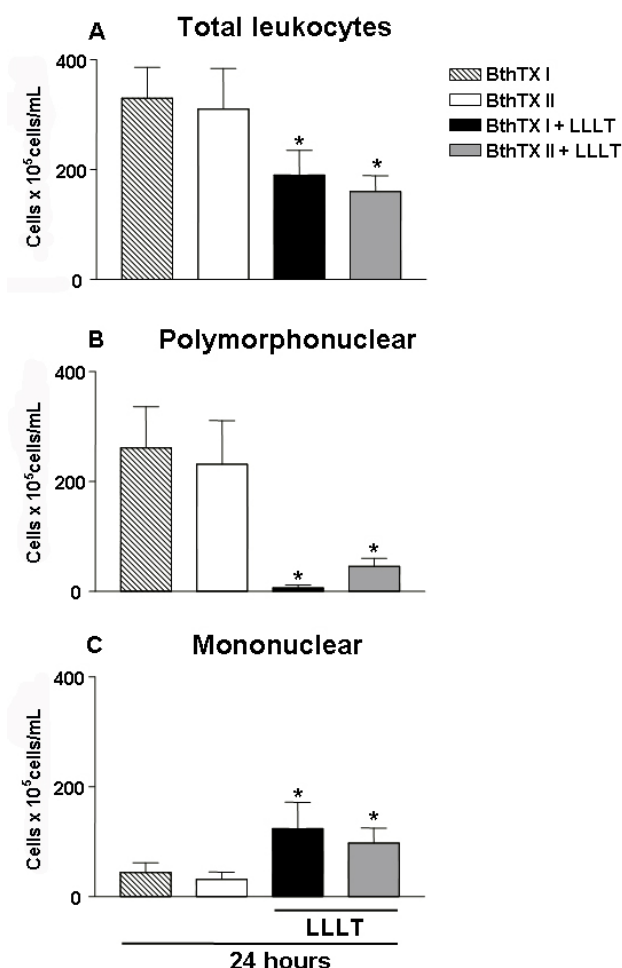 A Total leukocytes
400
200
0
Cells x 10⁵cells/mL
* *
BthTX I
BthTX II
BthTX I + LLLT
BthTX II + LLLT
B Polymorphonuclear
400
200
0
Cells x 10⁵cells/mL
* *
C Mononuclear
400
200
0
Cells x 10⁵cells/mL
* *
LLLT
24 hours